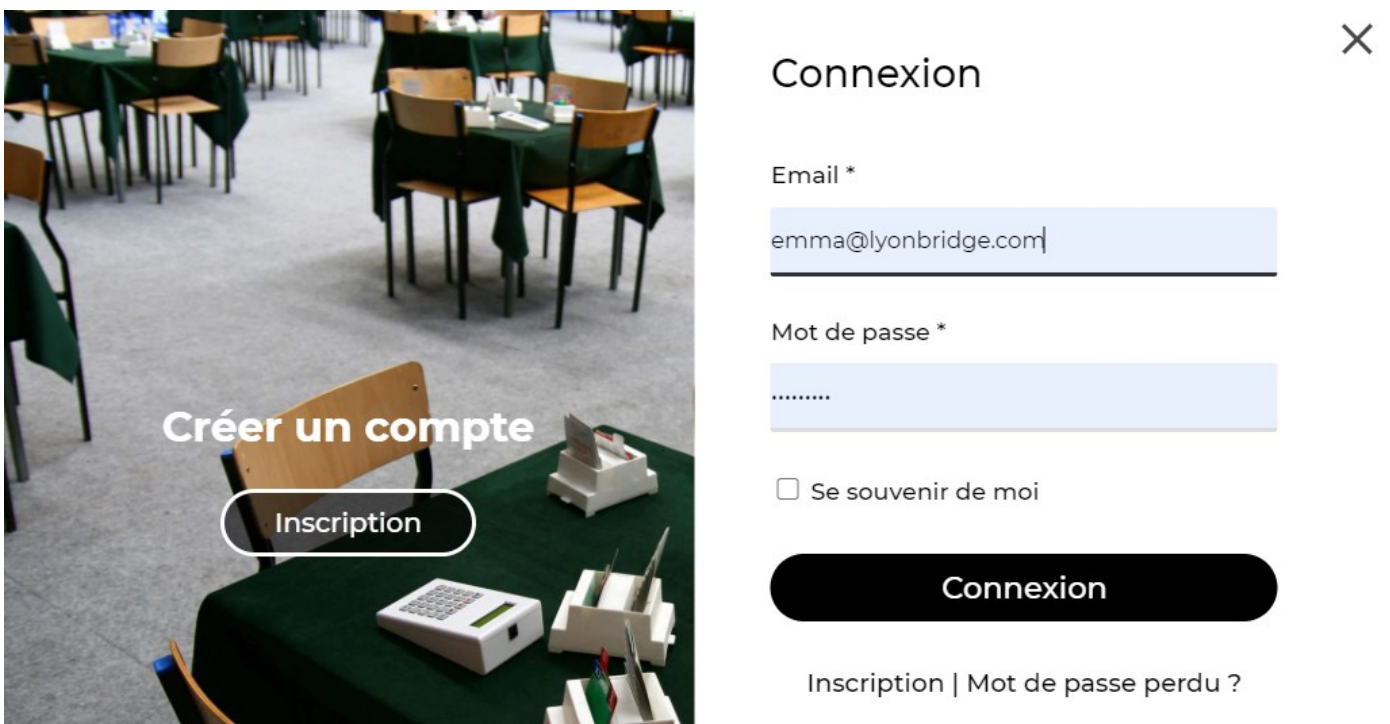 Créer un compte
Inscription
Connexion
Email *
emma@lyonbridge.com
Mot de passe *
.........
Se souvenir de moi
Connexion
Inscription | Mot de passe perdu ?